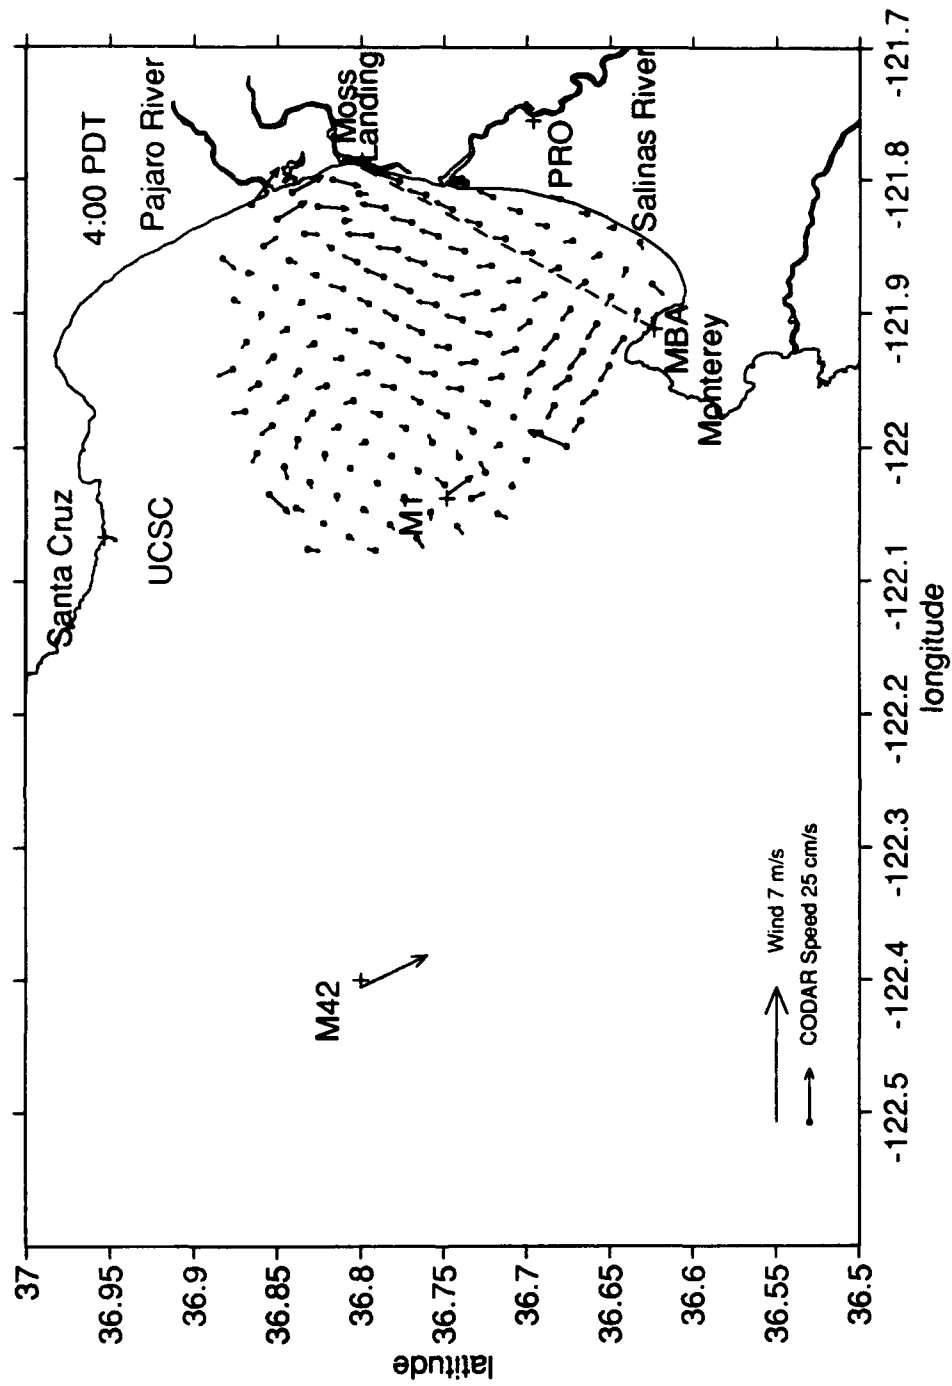 4:00 PDT
Santa Cruz
UCSC
Pajaro River
Moss
Landing
M42
M1
PRO
Salinas River
MBA
Monterey
Wind 7 m/s
CODAR Speed 25 cm/s
37
36.95
36.9
36.85
36.8
36.75
36.7
36.65
36.6
36.55
36.5
latitude
-122.5
-122.4
-122.3
-122.2
-122.1
-122
-121.9
-121.8
-121.7
longitude